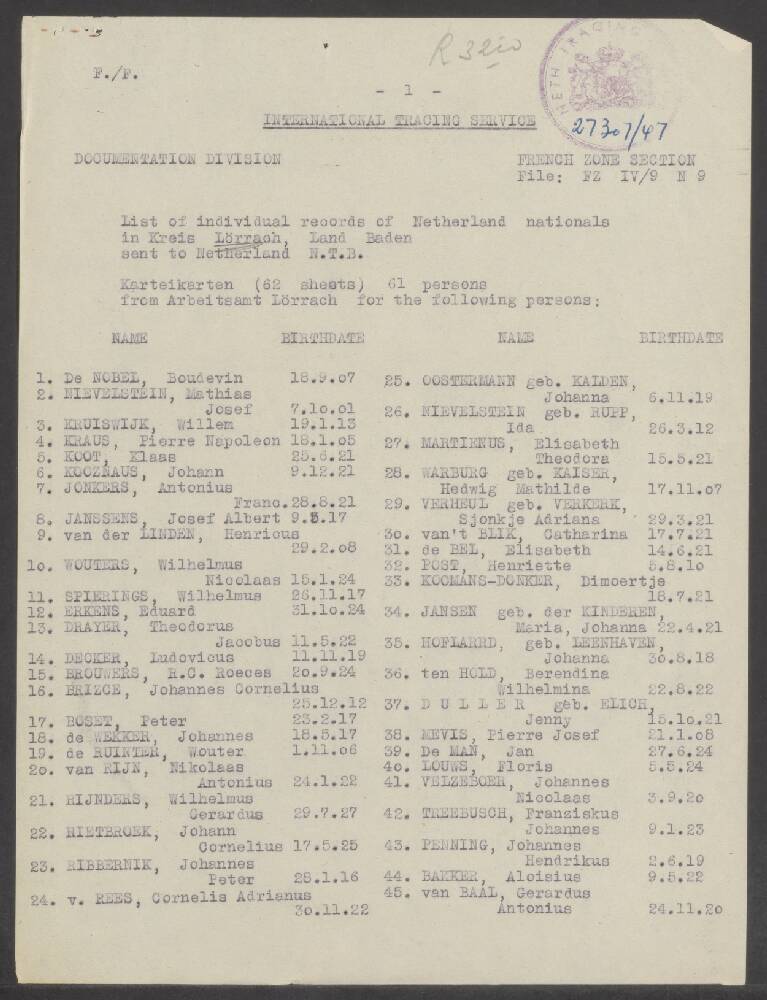 R 3210
F./F.
- 1 -
NETH TRACING
INTERNATIONAL TRACING SERVICE
27307/47
DOCUMENTATION DIVISION
FRENCH ZONE SECTION
File: FZ IV/9 N 9
List of individual records of Netherland nationals
in Kreis Lörrach, Land Baden
sent to Netherland N.T.B.
Karteikarten (62 sheets) 61 persons
from Arbeitsamt Lörrach for the following persons:
NAME BIRTHDATE
1. De NOBEL, Boudevin 18.9.07
2. NIEVELSTEIN, Mathias
Josef 7.10.01
3. KRUISWIJK, Willem 19.1.13
4. KRAUS, Pierre Napoleon 18.1.05
5. KOOT, Klaas 25.6.21
6. KOOZNAUS, Johann 9.12.21
7. JONKERS, Antonius
Franc. 28.8.21
8. JANSSENS, Josef Albert 9.5.17
9. van der LINDEN, Henricus
29.2.08
10. WOUTERS, Wilhelmus
Nicolaas 15.1.24
11. SPIERINGS, Wilhelmus 26.11.17
12. ERKENS, Eduard 31.10.24
13. DRAYER, Theodorus
Jacobus 11.5.22
14. DECKER, Ludovicus 11.11.19
15. BROUWERS, R.C. Roeces 20.9.24
16. BRIZCE, Johannes Cornelius
25.12.12
17. BOSET, Peter 23.2.17
18. de WEKKER, Johannes 18.5.17
19. de RUINTER, Wouter 1.11.06
20. van RIJN, Nikolaas
Antonius 24.1.22
21. RIJNDERS, Wilhelmus
Gerardus 29.7.27
22. RIETBROEK, Johann
Cornelius 17.5.25
23. RIBBERNIK, Johannes
Peter 28.1.16
24. v. REES, Cornelis Adrianus
30.11.22
NAME BIRTHDATE
25. OOSTERMANN geb. KALDEN,
Johanna 6.11.19
26. NIEVELSTEIN geb. RUPP,
Ida 26.3.12
27. MARTIENUS, Elisabeth
Theodora 15.5.21
28. WARBURG geb. KAISER,
Hedwig Mathilde 17.11.07
29. VERHEUL geb. VERKERK,
Sjonkje Adriana 29.3.21
30. van't BLIK, Catharina 17.7.21
31. de BEL, Elisabeth 14.6.21
32. POST, Henriette 5.8.10
33. KOOMANS-DONKER, Dimoertje
18.7.21
34. JANSEN geb. der KINDEREN,
Maria, Johanna 22.4.21
35. HOFLARRD, geb. LEENHAVEN,
Johanna 30.8.18
36. ten HOLD, Berendina
Wilhelmina 22.8.22
37. D U L L E R geb. ELICH,
Jenny 15.10.21
38. MEVIS, Pierre Josef 21.1.08
39. De MAN, Jan 27.6.24
40. LOUWS, Floris 5.5.24
41. VELZEBOER, Johannes
Nicolaas 3.9.20
42. TREEBUSCH, Franziskus
Johannes 9.1.23
43. PENNING, Johannes
Hendrikus 2.6.19
44. BAKKER, Aloisius 9.5.22
45. van BAAL, Gerardus
Antonius 24.11.20